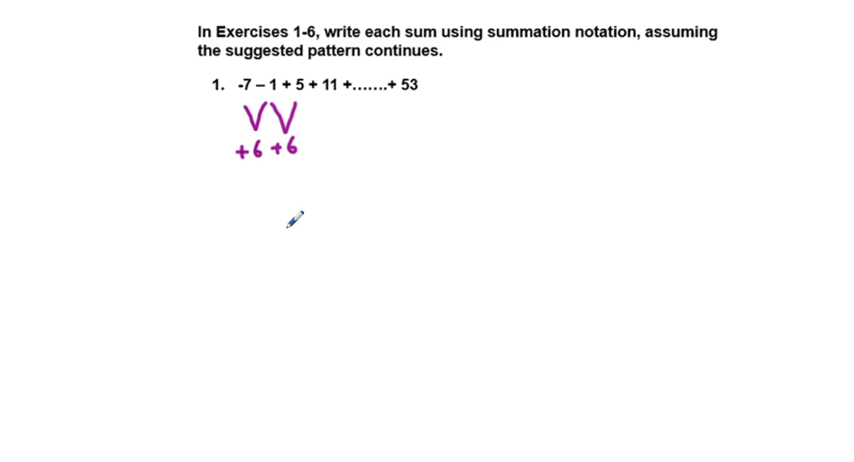 In Exercises 1-6, write each sum using summation notation, assuming
the suggested pattern continues.
1. -7 – 1 + 5 + 11 +…….+ 53
+6 +6